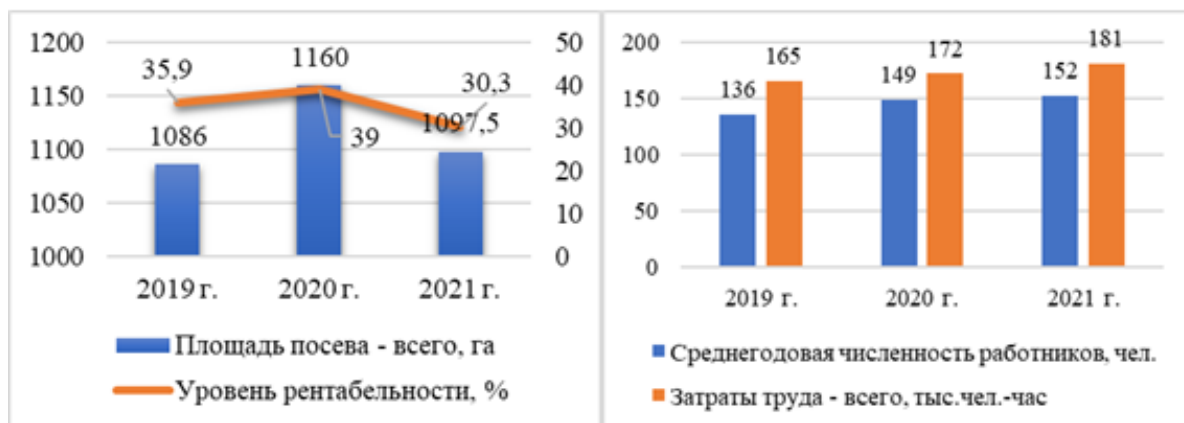 1200
1150
1100
1050
1000
50
40
30
20
10
0
35,9
1086
1160
39
30,3
1097,5
2019 г.
2020 г.
2021 г.
Площадь посева - всего, га
Уровень рентабельности, %
200
150
100
50
0
136
165
149
172
152
181
2019 г.
2020 г.
2021 г.
Среднегодовая численность работников, чел.
Затраты труда - всего, тыс.чел.-час